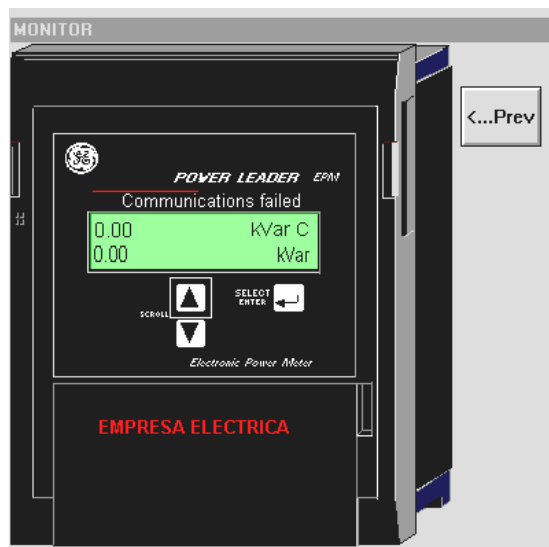 MONITOR
<...Prev
POWER LEADER EPM
Communications failed
0.00 kVar C
0.00 kVar
SELECT
ENTER
SCROLL
Electronic Power Meter
EMPRESA ELECTRICA